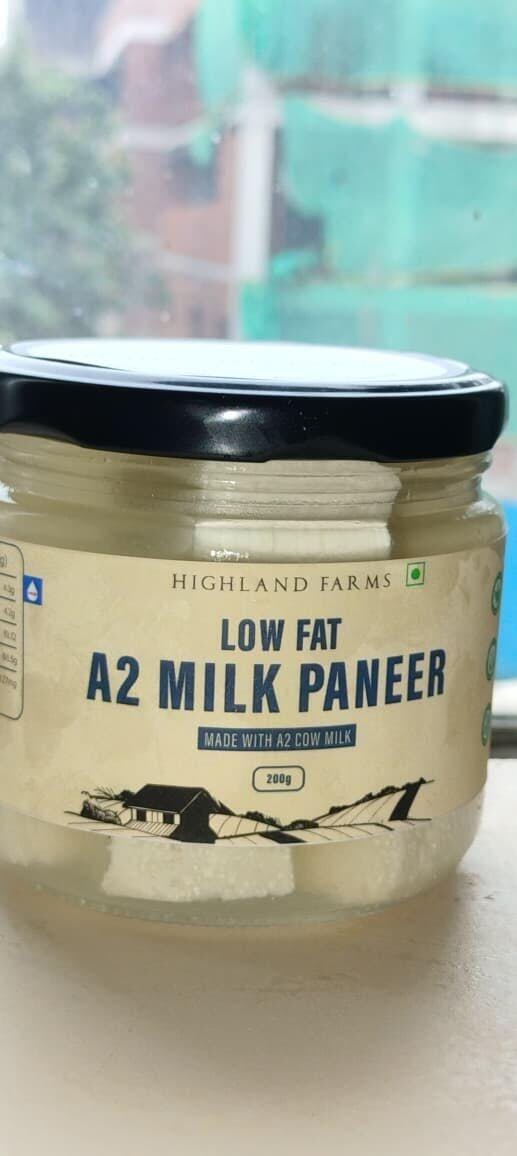 HIGHLAND FARMS
LOW FAT
A2 MILK PANEER
MADE WITH A2 COW MILK
200g